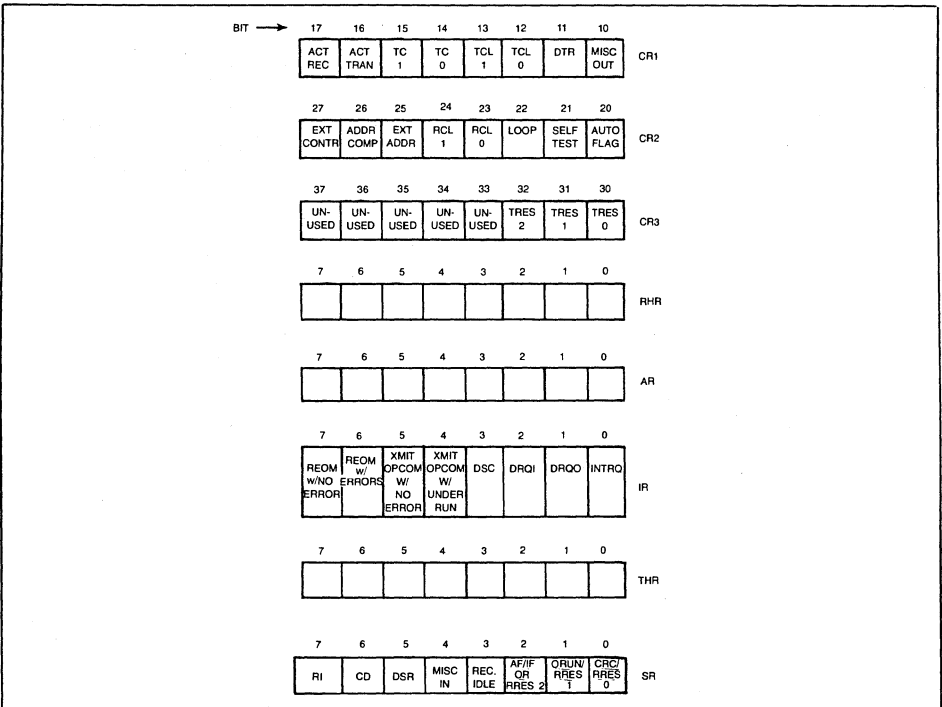 BIT → 17 16 15 14 13 12 11 10
ACT REC ACT TRAN TC 1 TC 0 TCL 1 TCL 0 DTR MISC OUT CR1
27 26 25 24 23 22 21 20
EXT CONTR ADDR COMP EXT ADDR RCL 1 RCL 0 LOOP SELF TEST AUTO FLAG CR2
37 36 35 34 33 32 31 30
UN-USED UN-USED UN-USED UN-USED UN-USED TRES 2 TRES 1 TRES 0 CR3
7 6 5 4 3 2 1 0
RHR
7 6 5 4 3 2 1 0
AR
7 6 5 4 3 2 1 0
REOM W/NO ERROR REOM W/ ERRORS XMIT OPCOM W/ NO ERROR XMIT OPCOM W/ UNDER RUN DSC DRQI DRQO INTRQ IR
7 6 5 4 3 2 1 0
THR
7 6 5 4 3 2 1 0
RI CD DSR MISC IN REC. IDLE AF/IF OR RRES 2 ORUN/ RRES 1 CRC/ RRES 0 SR